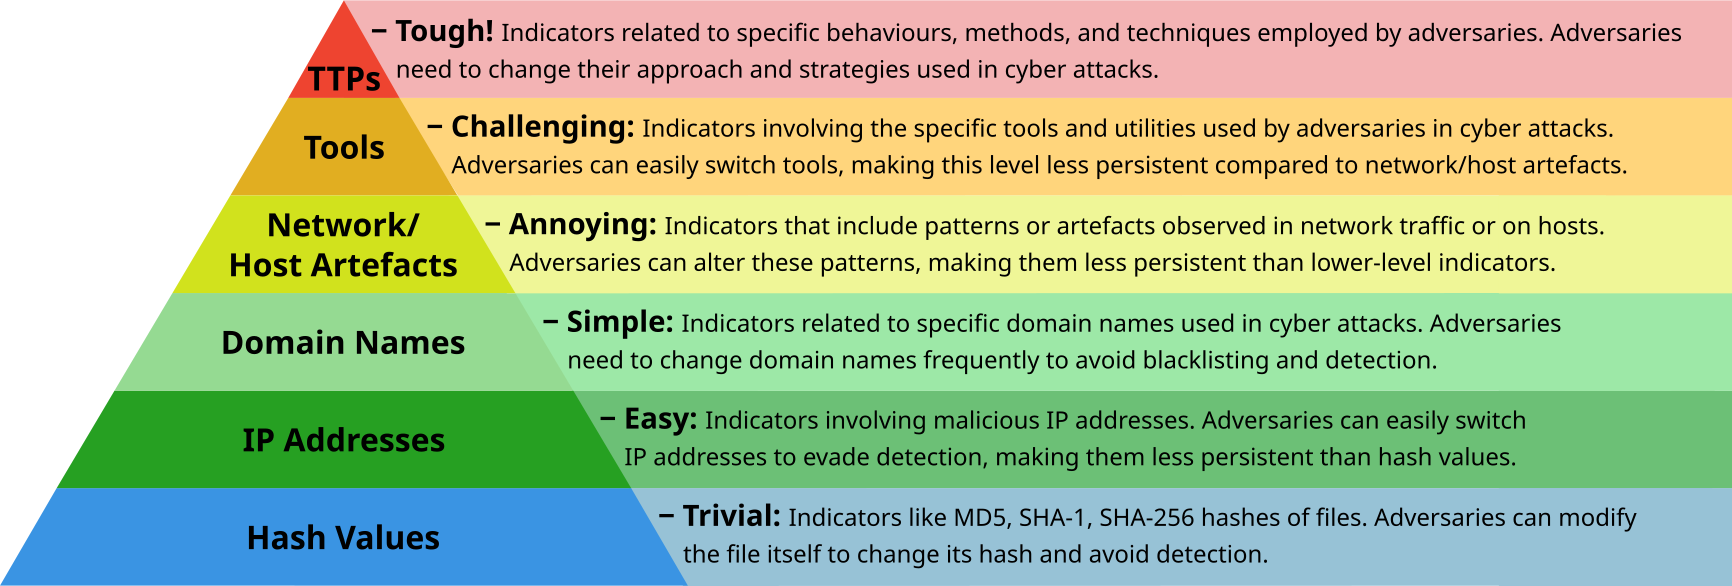 TTPs
– Tough! Indicators related to specific behaviours, methods, and techniques employed by adversaries. Adversaries
need to change their approach and strategies used in cyber attacks.
Tools
– Challenging: Indicators involving the specific tools and utilities used by adversaries in cyber attacks.
Adversaries can easily switch tools, making this level less persistent compared to network/host artefacts.
Network/
Host Artefacts
– Annoying: Indicators that include patterns or artefacts observed in network traffic or on hosts.
Adversaries can alter these patterns, making them less persistent than lower-level indicators.
Domain Names
– Simple: Indicators related to specific domain names used in cyber attacks. Adversaries
need to change domain names frequently to avoid blacklisting and detection.
IP Addresses
– Easy: Indicators involving malicious IP addresses. Adversaries can easily switch
IP addresses to evade detection, making them less persistent than hash values.
Hash Values
– Trivial: Indicators like MD5, SHA-1, SHA-256 hashes of files. Adversaries can modify
the file itself to change its hash and avoid detection.